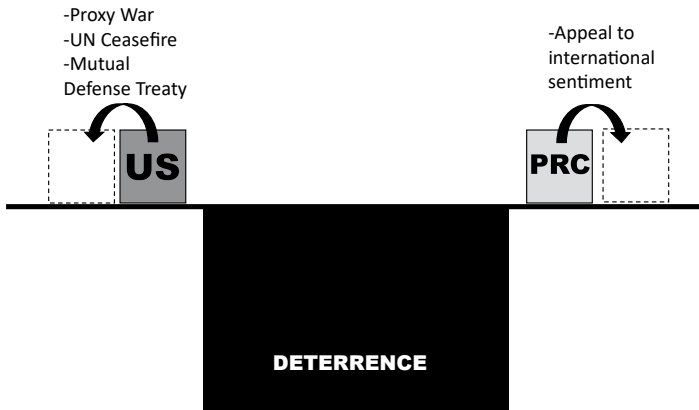 -Proxy War
-UN Ceasefire
-Mutual
Defense Treaty
-Appeal to
international
sentiment
US
PRC
DETERRENCE